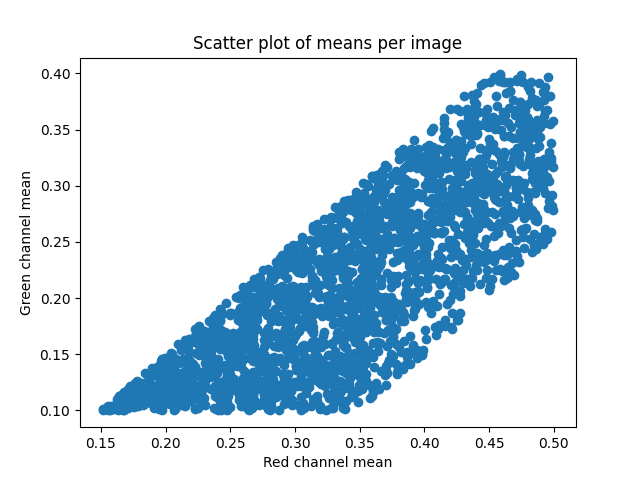 Scatter plot of means per image
0.40
0.35
0.30
0.25
0.20
0.15
0.10
Green channel mean
0.15 0.20 0.25 0.30 0.35 0.40 0.45 0.50
Red channel mean